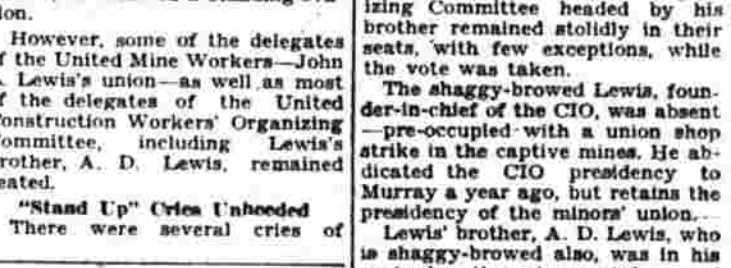 ion.
However, some of the delegates
f the United Mine Workers—John
. Lewis's union—as well as most
f the delegates of the United
onstruction Workers' Organizing
ommittee, including Lewis's
rother, A. D. Lewis, remained
eated.
"Stand Up" Cries Unheeded
There were several cries of
izing Committee headed by his
brother remained stolidly in their
seats, with few exceptions, while
the vote was taken.
The shaggy-browed Lewis, foun-
der-in-chief of the CIO, was absent
—pre-occupied with a union shop
strike in the captive mines. He ab-
dicated the CIO presidency to
Murray a year ago, but retains the
presidency of the minors' union.
Lewis' brother, A. D. Lewis, who
is shaggy-browed also, was in his